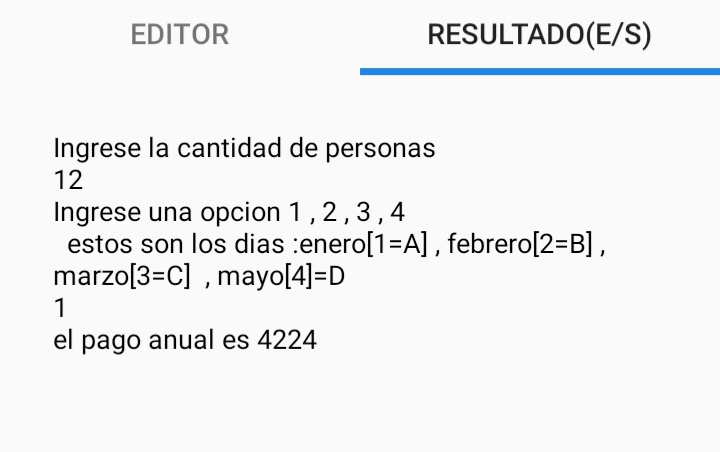 EDITOR RESULTADO(E/S)
Ingrese la cantidad de personas
12
Ingrese una opcion 1 , 2 , 3 , 4
estos son los dias :enero[1=A] , febrero[2=B] ,
marzo[3=C]  , mayo[4]=D
1
el pago anual es 4224